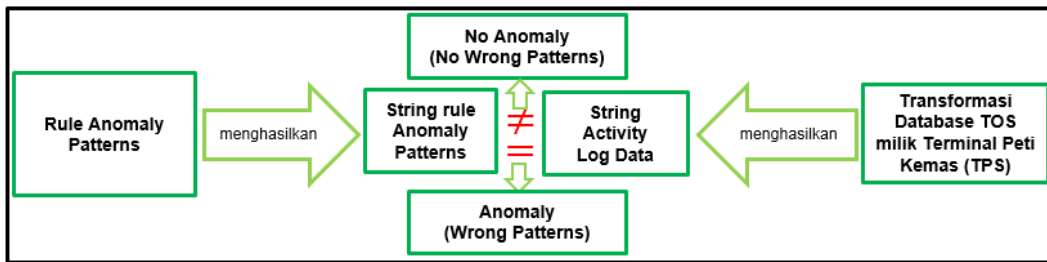 No Anomaly
(No Wrong Patterns)
Rule Anomaly
Patterns
menghasilkan
String rule
Anomaly
Patterns
≠
=
String
Activity
Log Data
menghasilkan
Transformasi
Database TOS
milik Terminal Peti
Kemas (TPS)
Anomaly
(Wrong Patterns)